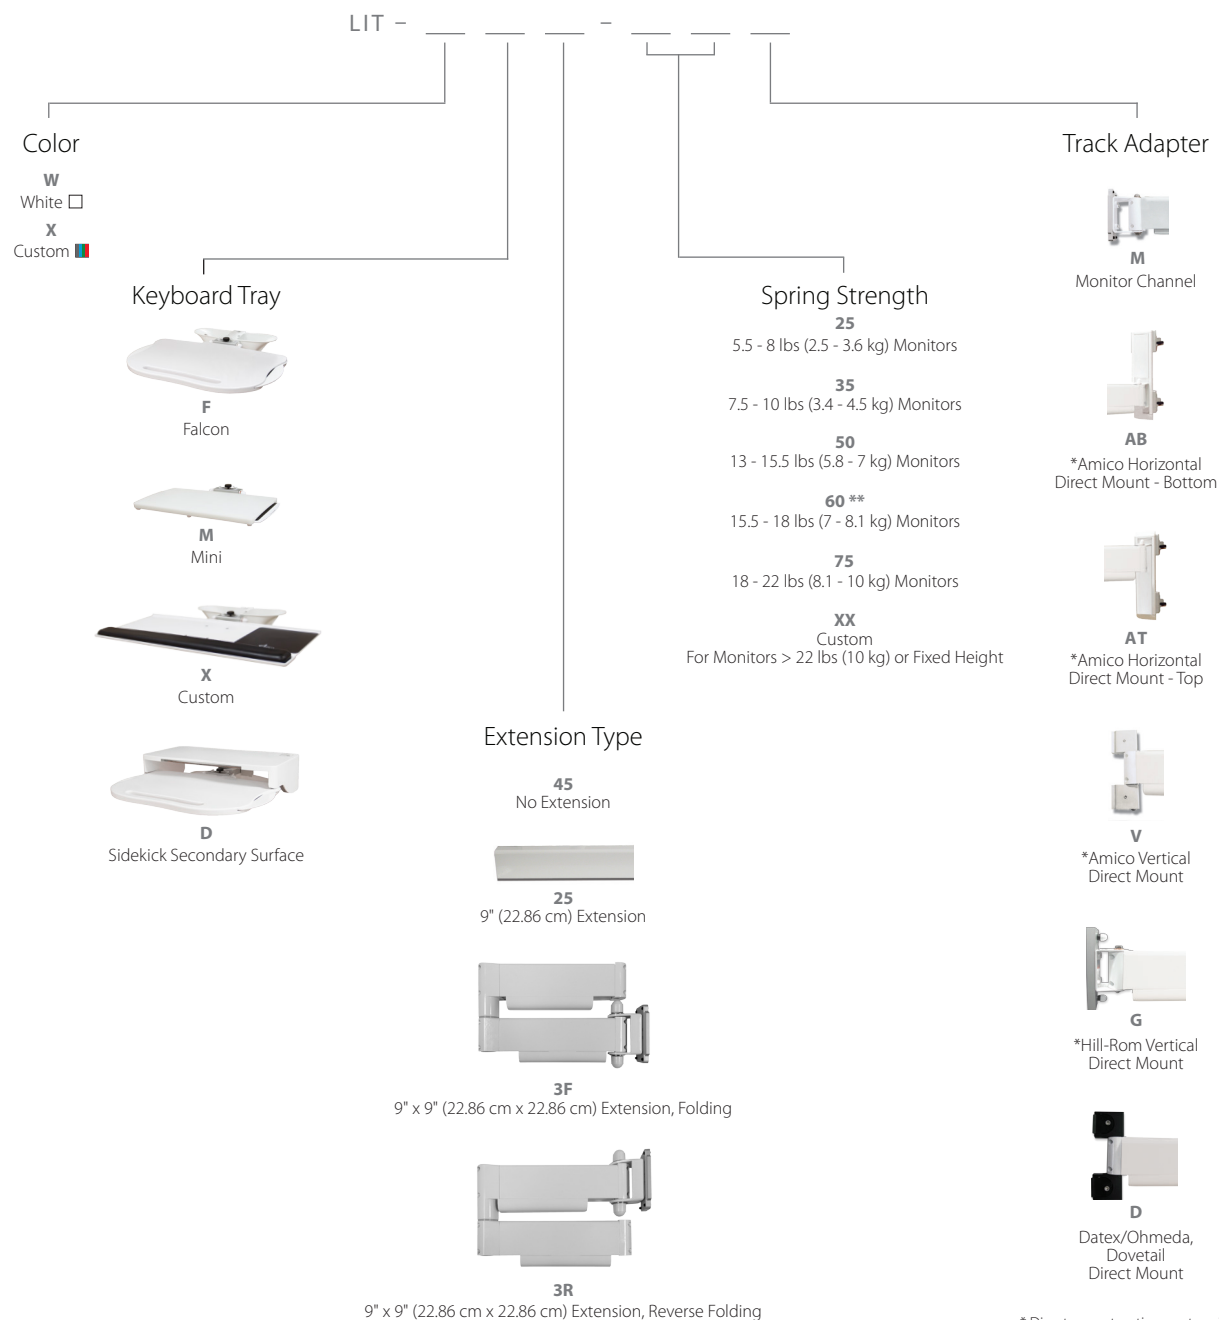 LIT –  –
Color
W
White
X
Custom
Keyboard Tray
F
Falcon
M
Mini
X
Custom
D
Sidekick Secondary Surface
Extension Type
45
No Extension
25
9" (22.86 cm) Extension
3F
9" x 9" (22.86 cm x 22.86 cm) Extension, Folding
3R
9" x 9" (22.86 cm x 22.86 cm) Extension, Reverse Folding
Spring Strength
25
5.5 - 8 lbs (2.5 - 3.6 kg) Monitors
35
7.5 - 10 lbs (3.4 - 4.5 kg) Monitors
50
13 - 15.5 lbs (5.8 - 7 kg) Monitors
60 **
15.5 - 18 lbs (7 - 8.1 kg) Monitors
75
18 - 22 lbs (8.1 - 10 kg) Monitors
XX
Custom
For Monitors > 22 lbs (10 kg) or Fixed Height
Track Adapter
M
Monitor Channel
AB
*Amico Horizontal
Direct Mount - Bottom
AT
*Amico Horizontal
Direct Mount - Top
V
*Amico Vertical
Direct Mount
G
*Hill-Rom Vertical
Direct Mount
D
Datex/Ohmeda,
Dovetail
Direct Mount